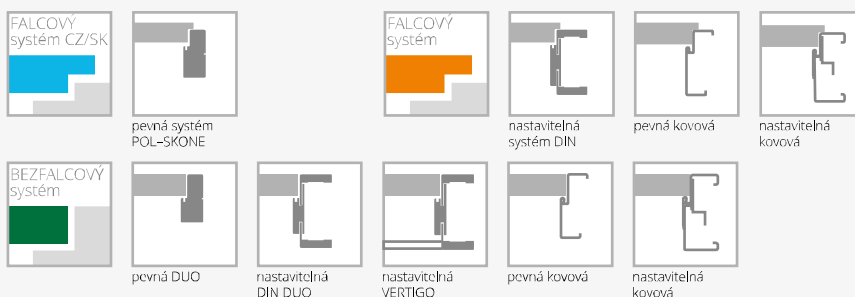 FALCOVÝ
systém CZ/SK
pevná systém
POL–SKONE
FALCOVÝ
systém
nastavitelná
systém DIN
pevná kovová
nastavitelná
kovová
BEZFALCOVÝ
systém
pevná DUO
nastavitelná
DIN DUO
nastavitelná
VERTIGO
pevná kovová
nastavitelná
kovová